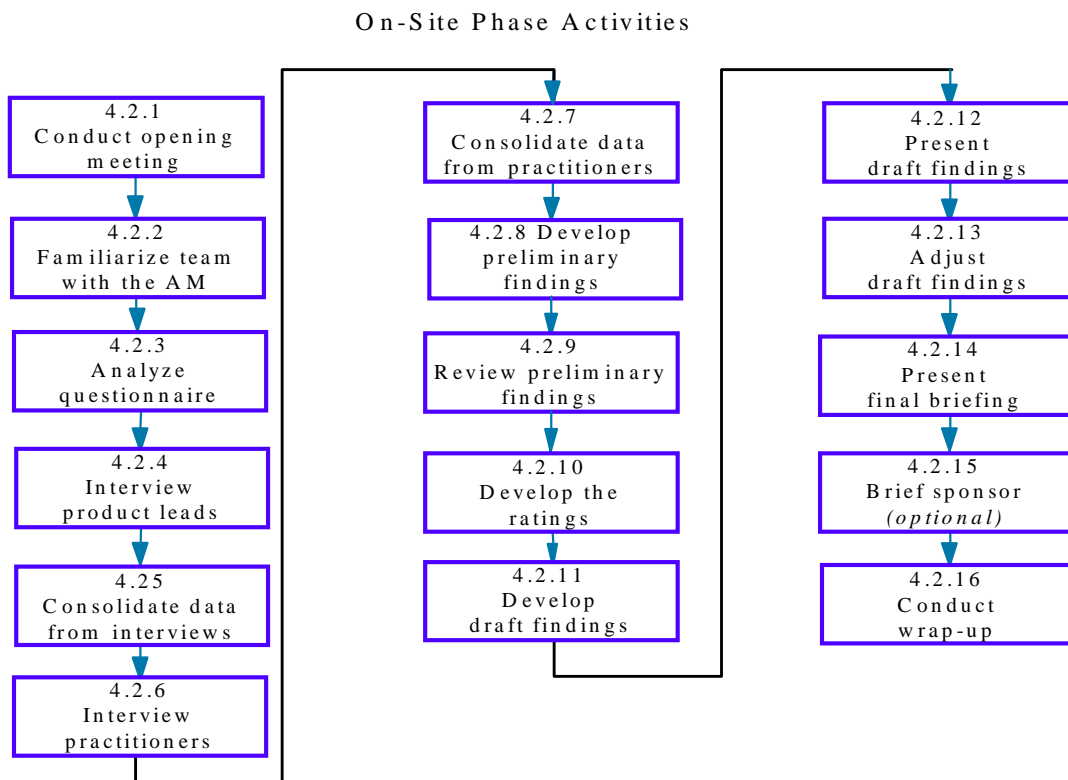 On-Site Phase Activities
4.2.1
Conduct opening
meeting
4.2.2
Familiarize team
with the AM
4.2.3
Analyze
questionnaire
4.2.4
Interview
product leads
4.25
Consolidate data
from interviews
4.2.6
Interview
practitioners
4.2.7
Consolidate data
from practitioners
4.2.8 Develop
preliminary
findings
4.2.9
Review preliminary
findings
4.2.10
Develop the
ratings
4.2.11
Develop
draft findings
4.2.12
Present
draft findings
4.2.13
Adjust
draft findings
4.2.14
Present
final briefing
4.2.15
Brief sponsor
(optional)
4.2.16
Conduct
wrap-up